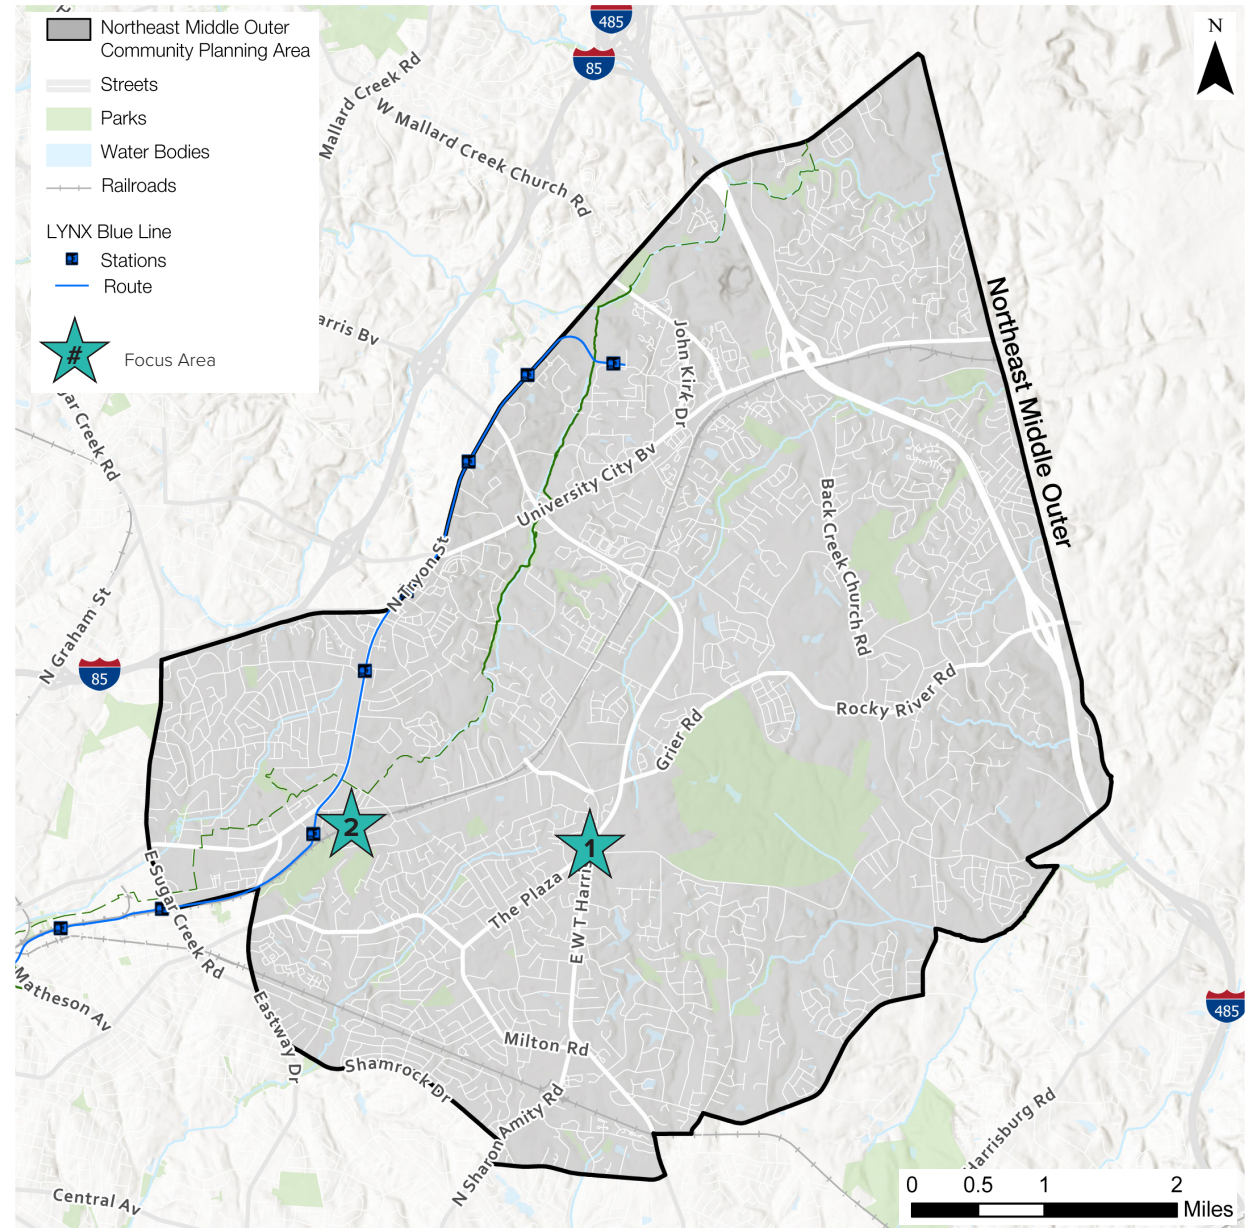 Northeast Middle Outer
Community Planning Area
Streets
Parks
Water Bodies
Railroads
LYNX Blue Line
Stations
Route
#
Focus Area
485
85
N
Mallard Creek Rd
W Mallard Creek Church Rd
arris Bv
ar Creek Rd
John Kirk Dr
Northeast Middle Outer
University City Bv
Back Creek Church Rd
N Tryon St
N Graham St
85
Rocky River Rd
Grier Rd
2
1
The Plaza
E W T Harris
E Sugar Creek Rd
Matheson Av
Eastway Dr
Milton Rd
Shamrock Dr
N Sharon Amity Rd
485
Harrisburg Rd
Central Av
0 0.5 1 2
Miles